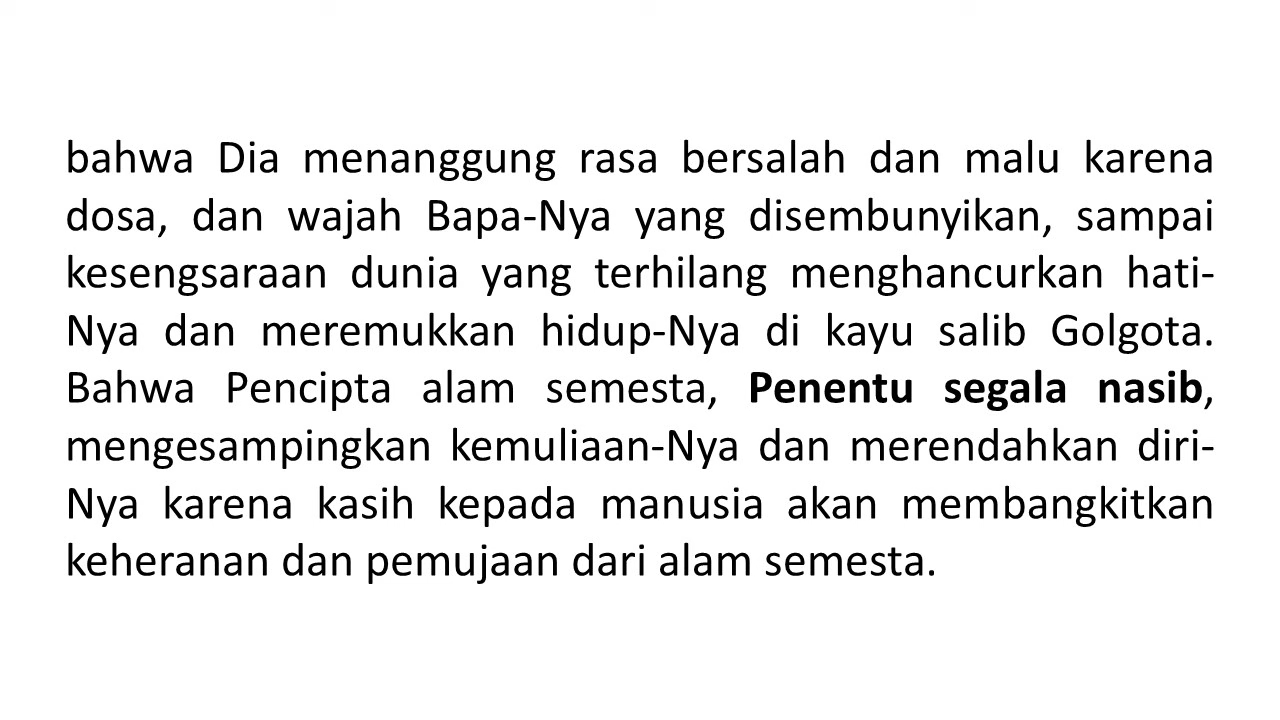 bahwa Dia menanggung rasa bersalah dan malu karena
dosa, dan wajah Bapa-Nya yang disembunyikan, sampai
kesengsaraan dunia yang terhilang menghancurkan hati-
Nya dan meremukkan hidup-Nya di kayu salib Golgota.
Bahwa Pencipta alam semesta, Penentu segala nasib,
mengesampingkan kemuliaan-Nya dan merendahkan diri-
Nya karena kasih kepada manusia akan membangkitkan
keheranan dan pemujaan dari alam semesta.